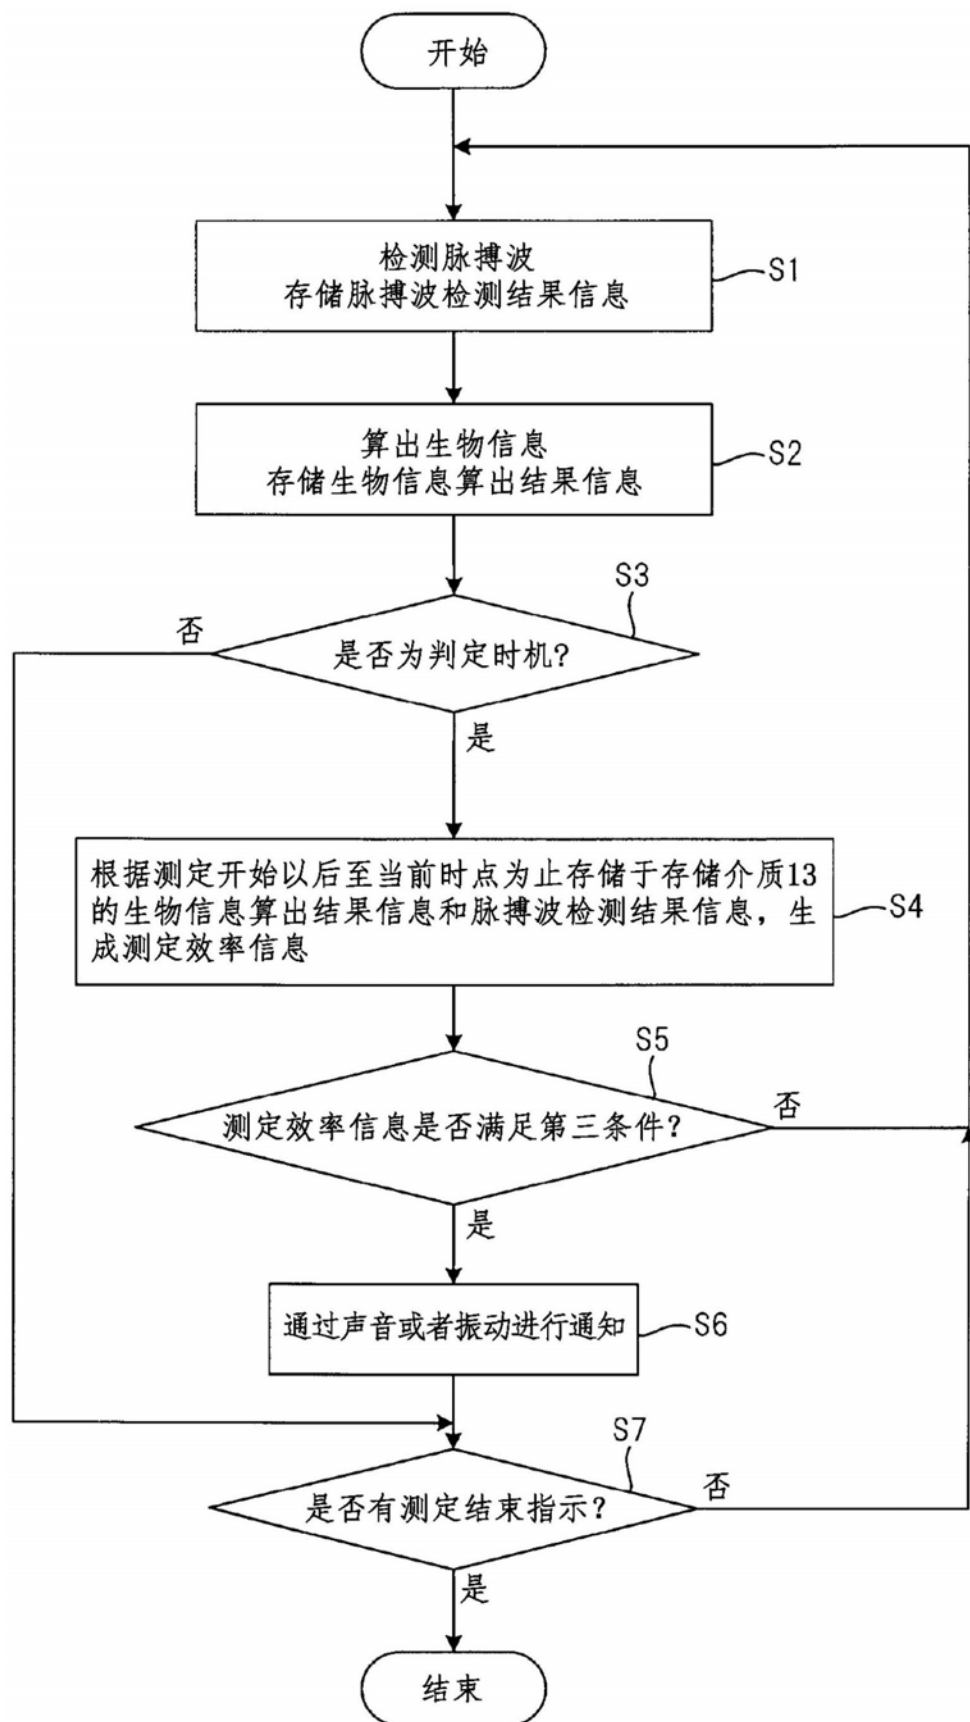 开始
检测脉搏波
存储脉搏波检测结果信息
S1
算出生物信息
存储生物信息算出结果信息
S2
S3
否
是否为判定时机?
是
根据测定开始以后至当前时点为止存储于存储介质13
的生物信息算出结果信息和脉搏波检测结果信息，生
成测定效率信息
S4
S5
测定效率信息是否满足第三条件?
否
是
通过声音或者振动进行通知
S6
S7
是否有测定结束指示?
否
是
结束